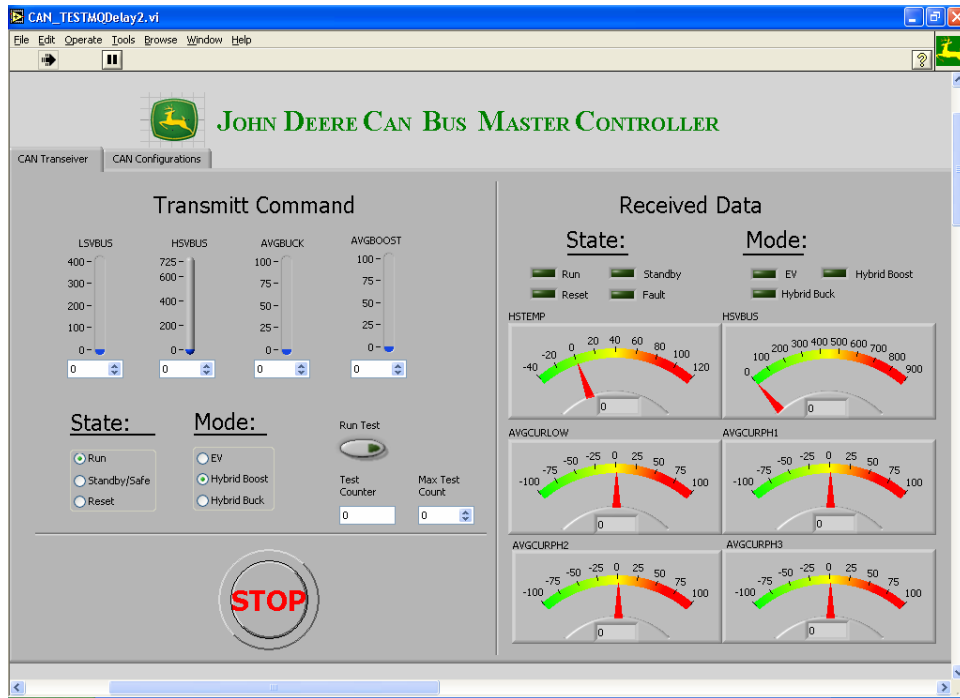 CAN_TESTMQDelay2.vi
File Edit Operate Tools Browse Window Help
?
JOHN DEERE CAN BUS MASTER CONTROLLER
CAN Transeiver CAN Configurations
Transmitt Command
LSVBUS HSVBUS AVGBUCK AVGBOOST
400 725 100 100
300 600 75 75
200 400 50 50
100 200 25 25
0 0 0 0
0 0 0 0
State: Mode: Run Test
Run EV
Standby/Safe Hybrid Boost
Reset Hybrid Buck
Test Counter Max Test Count
0 0
STOP
Received Data
State: Mode:
Run Standby EV Hybrid Boost
Reset Fault Hybrid Buck
HSTEMP
-40 -20 0 20 40 60 80 100 120
0
HSVBUS
0 100 200 300 400 500 600 700 800 900
0
AVGCURLOW
-100 -75 -50 -25 0 25 50 75 100
0
AVGCURPH1
-100 -75 -50 -25 0 25 50 75 100
0
AVGCURPH2
-100 -75 -50 -25 0 25 50 75 100
0
AVGCURPH3
-100 -75 -50 -25 0 25 50 75 100
0